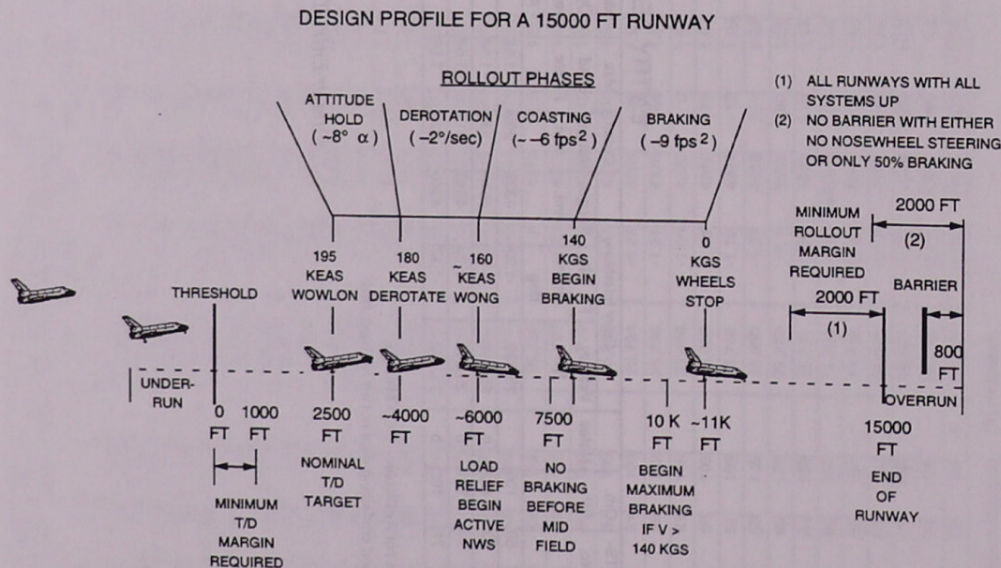 DESIGN PROFILE FOR A 15000 FT RUNWAY
ROLLOUT PHASES
ATTITUDE
HOLD
(~8° α)
DEROTATION
(~2°/sec)
COASTING
(~ –6 fps²)
BRAKING
(–9 fps²)
(1) ALL RUNWAYS WITH ALL
SYSTEMS UP
(2) NO BARRIER WITH EITHER
NO NOSEWHEEL STEERING
OR ONLY 50% BRAKING
THRESHOLD
195
KEAS
WOWLON
180
KEAS
DEROTATE
~160
KEAS
WONG
140
KGS
BEGIN
BRAKING
0
KGS
WHEELS
STOP
MINIMUM
ROLLOUT
MARGIN
REQUIRED
2000 FT
(1)
2000 FT
(2)
BARRIER
800
FT
UNDER-
RUN
OVERRUN
0
FT
1000
FT
MINIMUM
T/D
MARGIN
REQUIRED
2500
FT
NOMINAL
T/D
TARGET
~4000
FT
~6000
FT
LOAD
RELIEF
BEGIN
ACTIVE
NWS
7500
FT
NO
BRAKING
BEFORE
MID
FIELD
10 K
FT
BEGIN
MAXIMUM
BRAKING
IF V >
140 KGS
~11K
FT
15000
FT
END
OF
RUNWAY